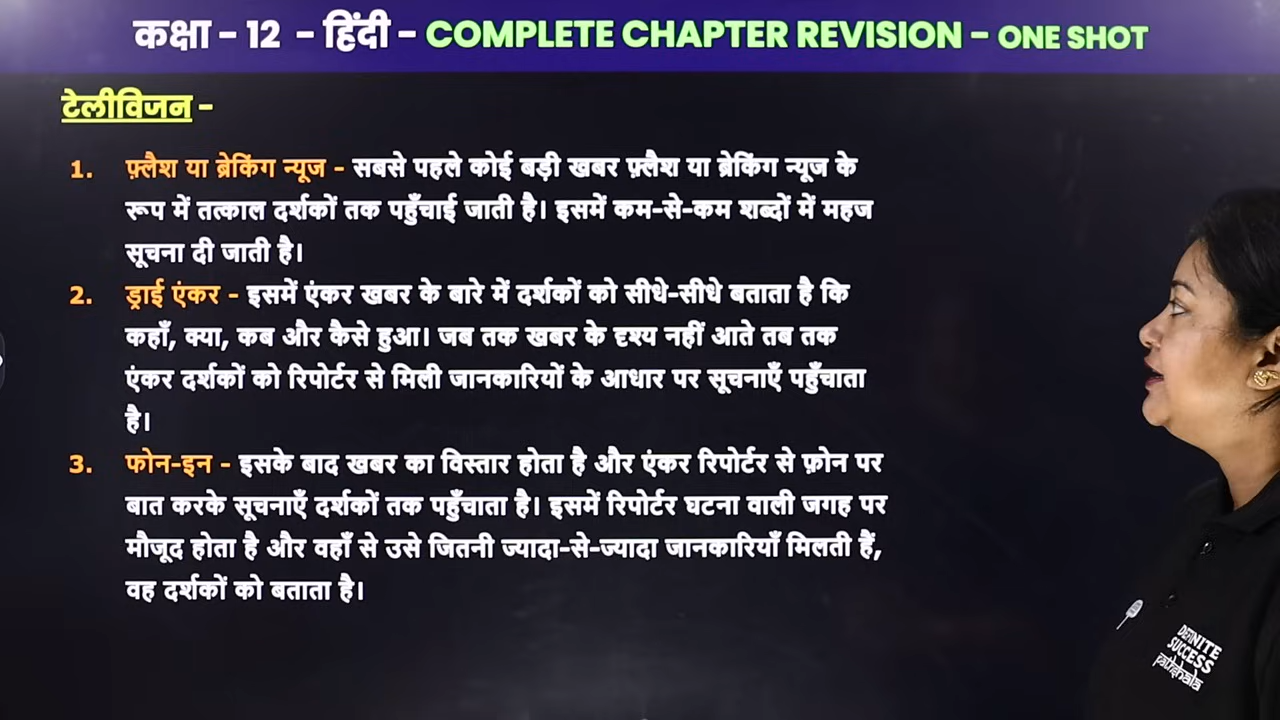 कक्षा - 12 - हिंदी - COMPLETE CHAPTER REVISION - ONE SHOT
टेलीविजन -
1. फ़्लैश या ब्रेकिंग न्यूज - सबसे पहले कोई बड़ी खबर फ़्लैश या ब्रेकिंग न्यूज के
रूप में तत्काल दर्शकों तक पहुँचाई जाती है। इसमें कम-से-कम शब्दों में महज
सूचना दी जाती है।
2. ड्राई एंकर - इसमें एंकर खबर के बारे में दर्शकों को सीधे-सीधे बताता है कि
कहाँ, क्या, कब और कैसे हुआ। जब तक खबर के दृश्य नहीं आते तब तक
एंकर दर्शकों को रिपोर्टर से मिली जानकारियों के आधार पर सूचनाएँ पहुँचाता
है।
3. फोन-इन - इसके बाद खबर का विस्तार होता है और एंकर रिपोर्टर से फ़ोन पर
बात करके सूचनाएँ दर्शकों तक पहुँचाता है। इसमें रिपोर्टर घटना वाली जगह पर
मौजूद होता है और वहाँ से उसे जितनी ज्यादा-से-ज्यादा जानकारियाँ मिलती हैं,
वह दर्शकों को बताता है।
DEFINITE
SUCCESS
pathshala